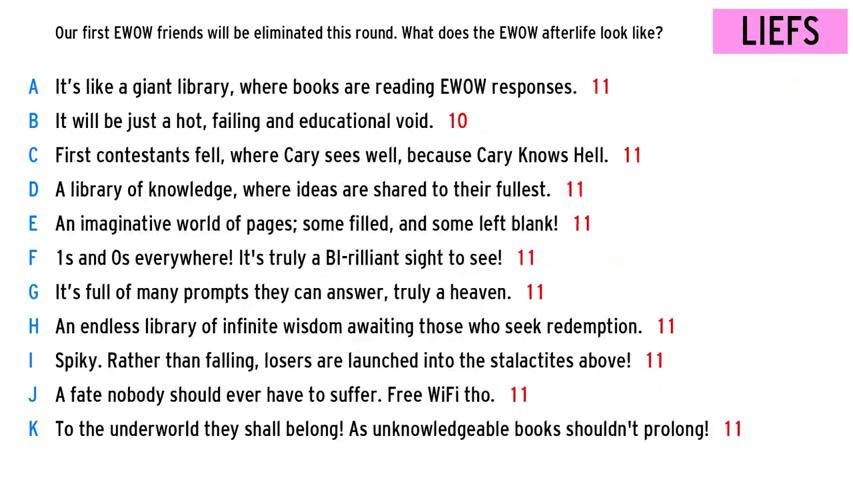 Our first EWOW friends will be eliminated this round. What does the EWOW afterlife look like?
LIEFS
A It's like a giant library, where books are reading EWOW responses. 11
B It will be just a hot, failing and educational void. 10
C First contestants fell, where Cary sees well, because Cary Knows Hell. 11
D A library of knowledge, where ideas are shared to their fullest. 11
E An imaginative world of pages; some filled, and some left blank! 11
F 1s and 0s everywhere! It's truly a BI-rilliant sight to see! 11
G It's full of many prompts they can answer, truly a heaven. 11
H An endless library of infinite wisdom awaiting those who seek redemption. 11
I Spiky. Rather than falling, losers are launched into the stalactites above! 11
J A fate nobody should ever have to suffer. Free WiFi tho. 11
K To the underworld they shall belong! As unknowledgeable books shouldn't prolong! 11